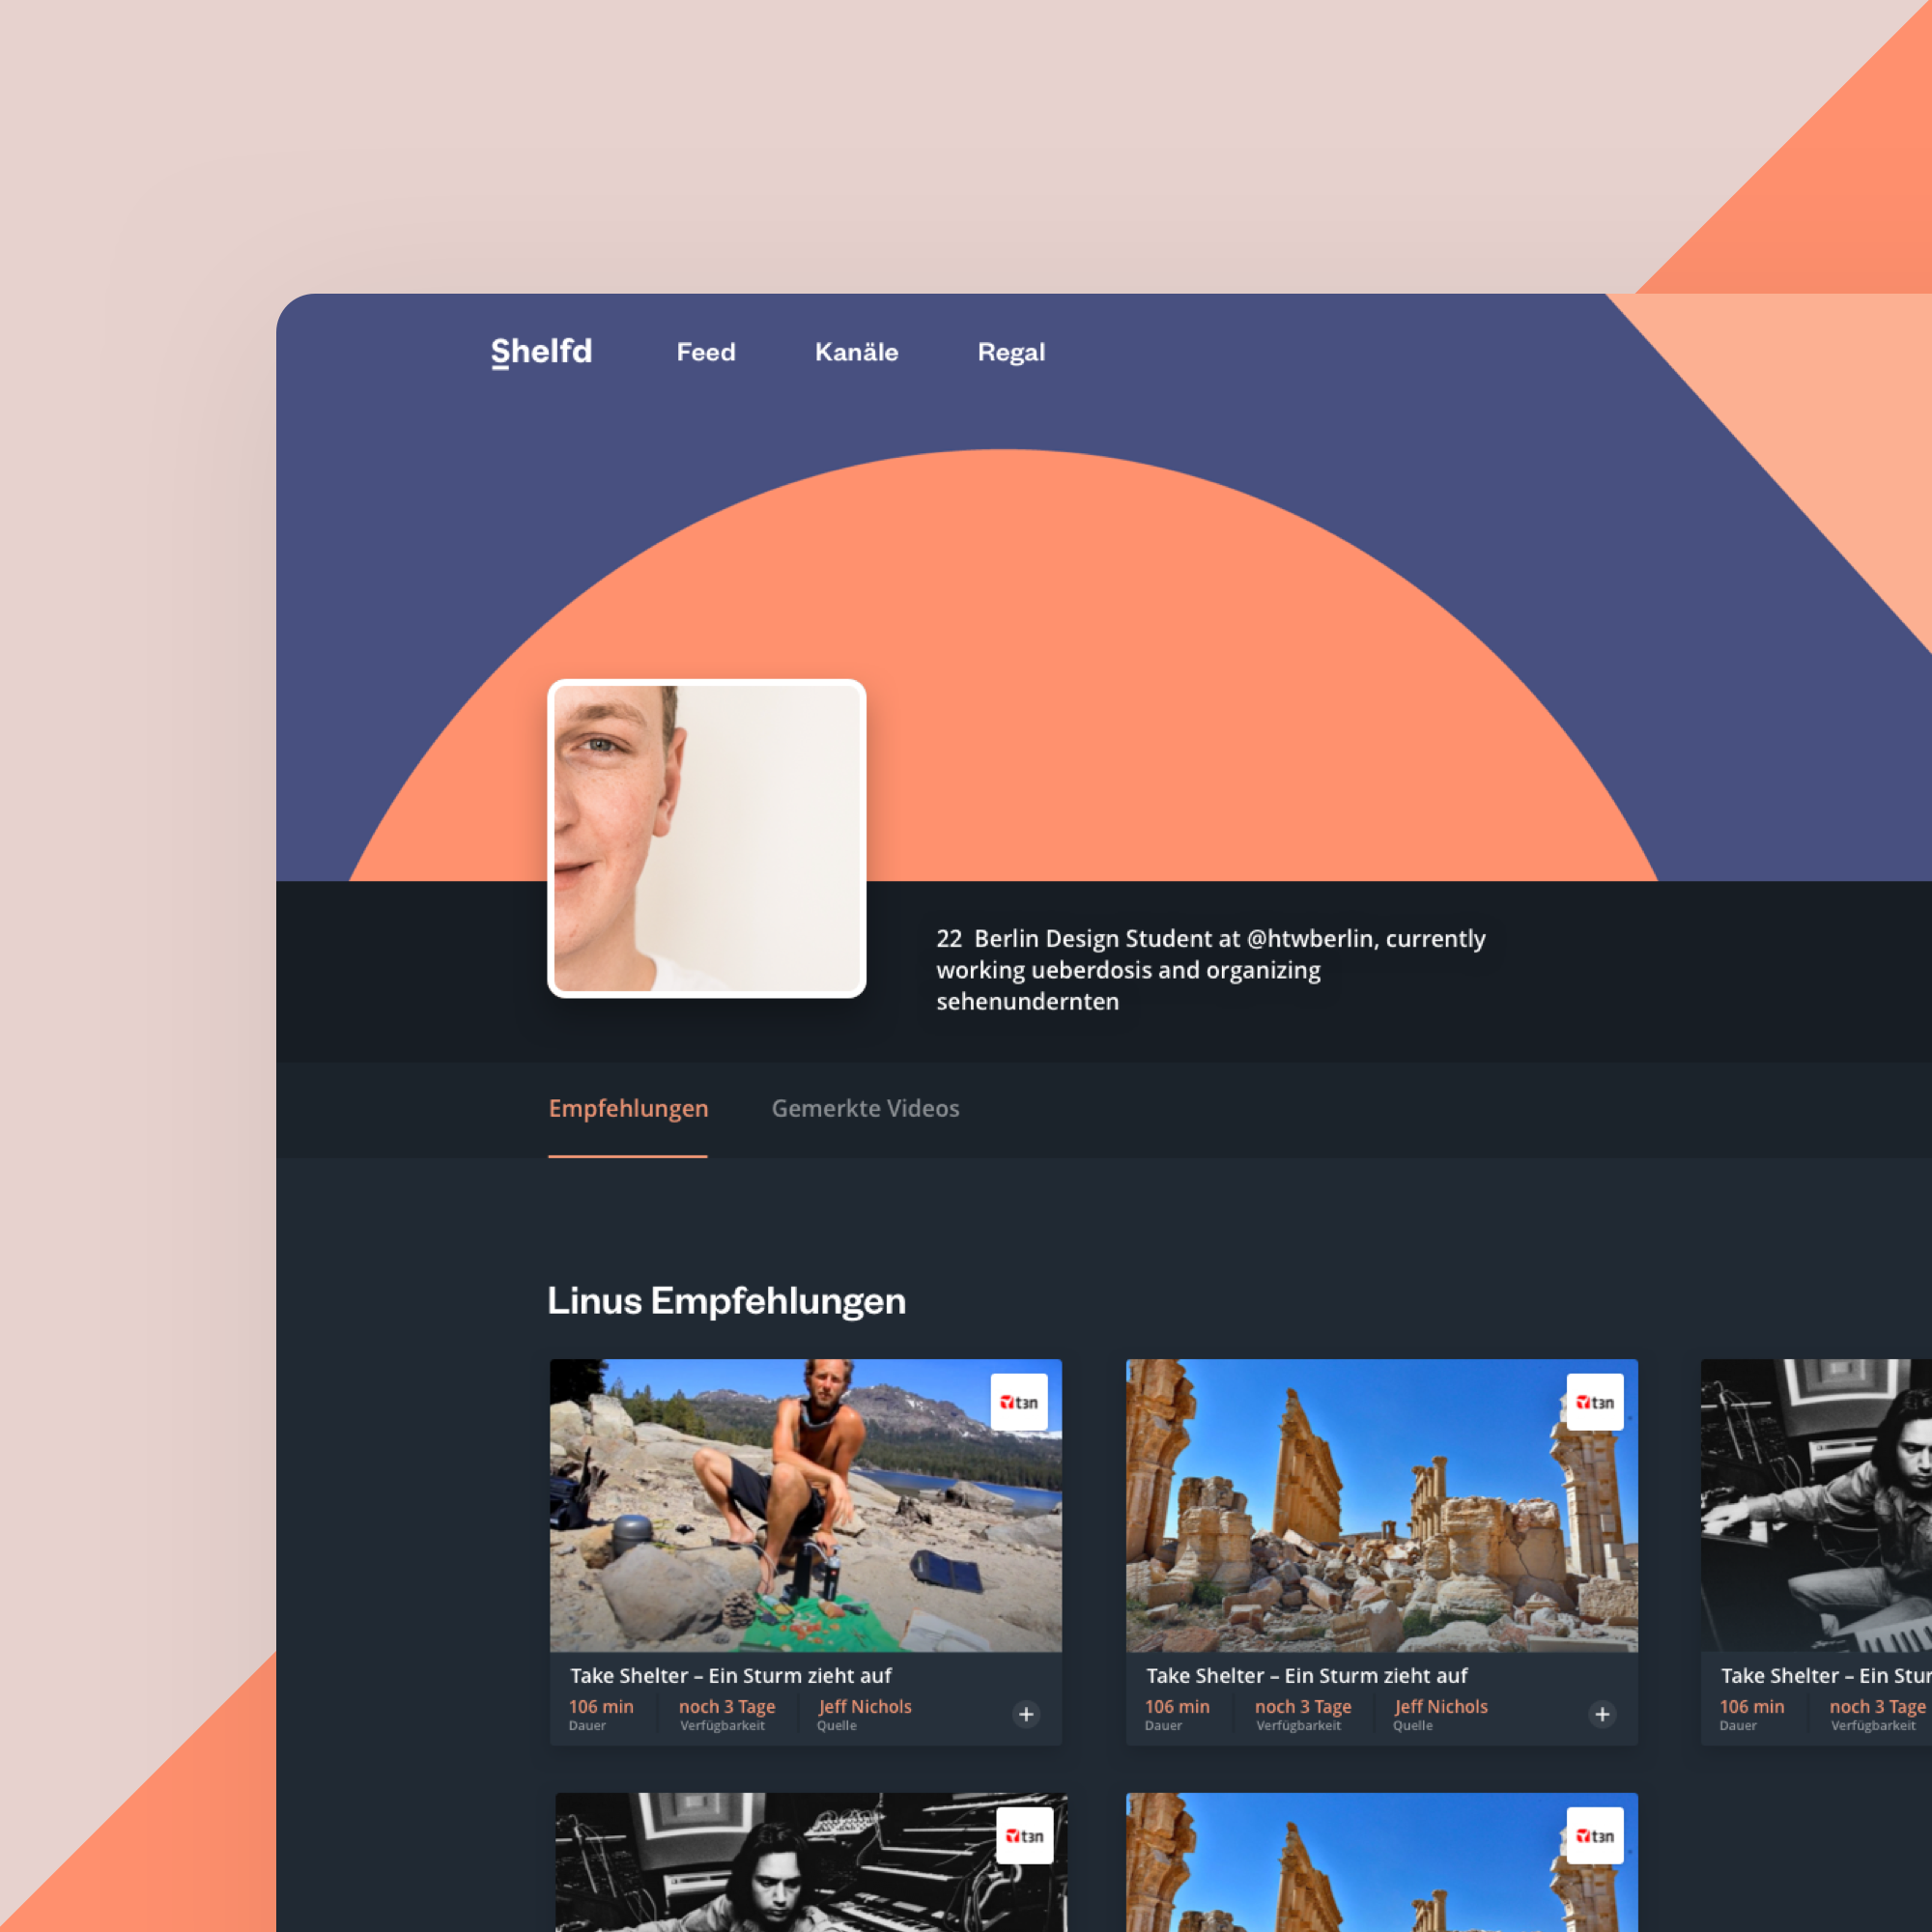 Shelfd Feed Kanäle Regal
22 Berlin Design Student at @htwberlin, currently
working ueberdosis and organizing
sehenundernten
Empfehlungen Gemerkte Videos
Linus Empfehlungen
t3n
t3n
Take Shelter – Ein Sturm zieht auf
106 min noch 3 Tage Jeff Nichols
Dauer Verfügbarkeit Quelle
Take Shelter – Ein Sturm zieht auf
106 min noch 3 Tage Jeff Nichols
Dauer Verfügbarkeit Quelle
Take Shelter – Ein Stur
106 min noch 3 Tage
Dauer Verfügbarkeit
t3n
t3n